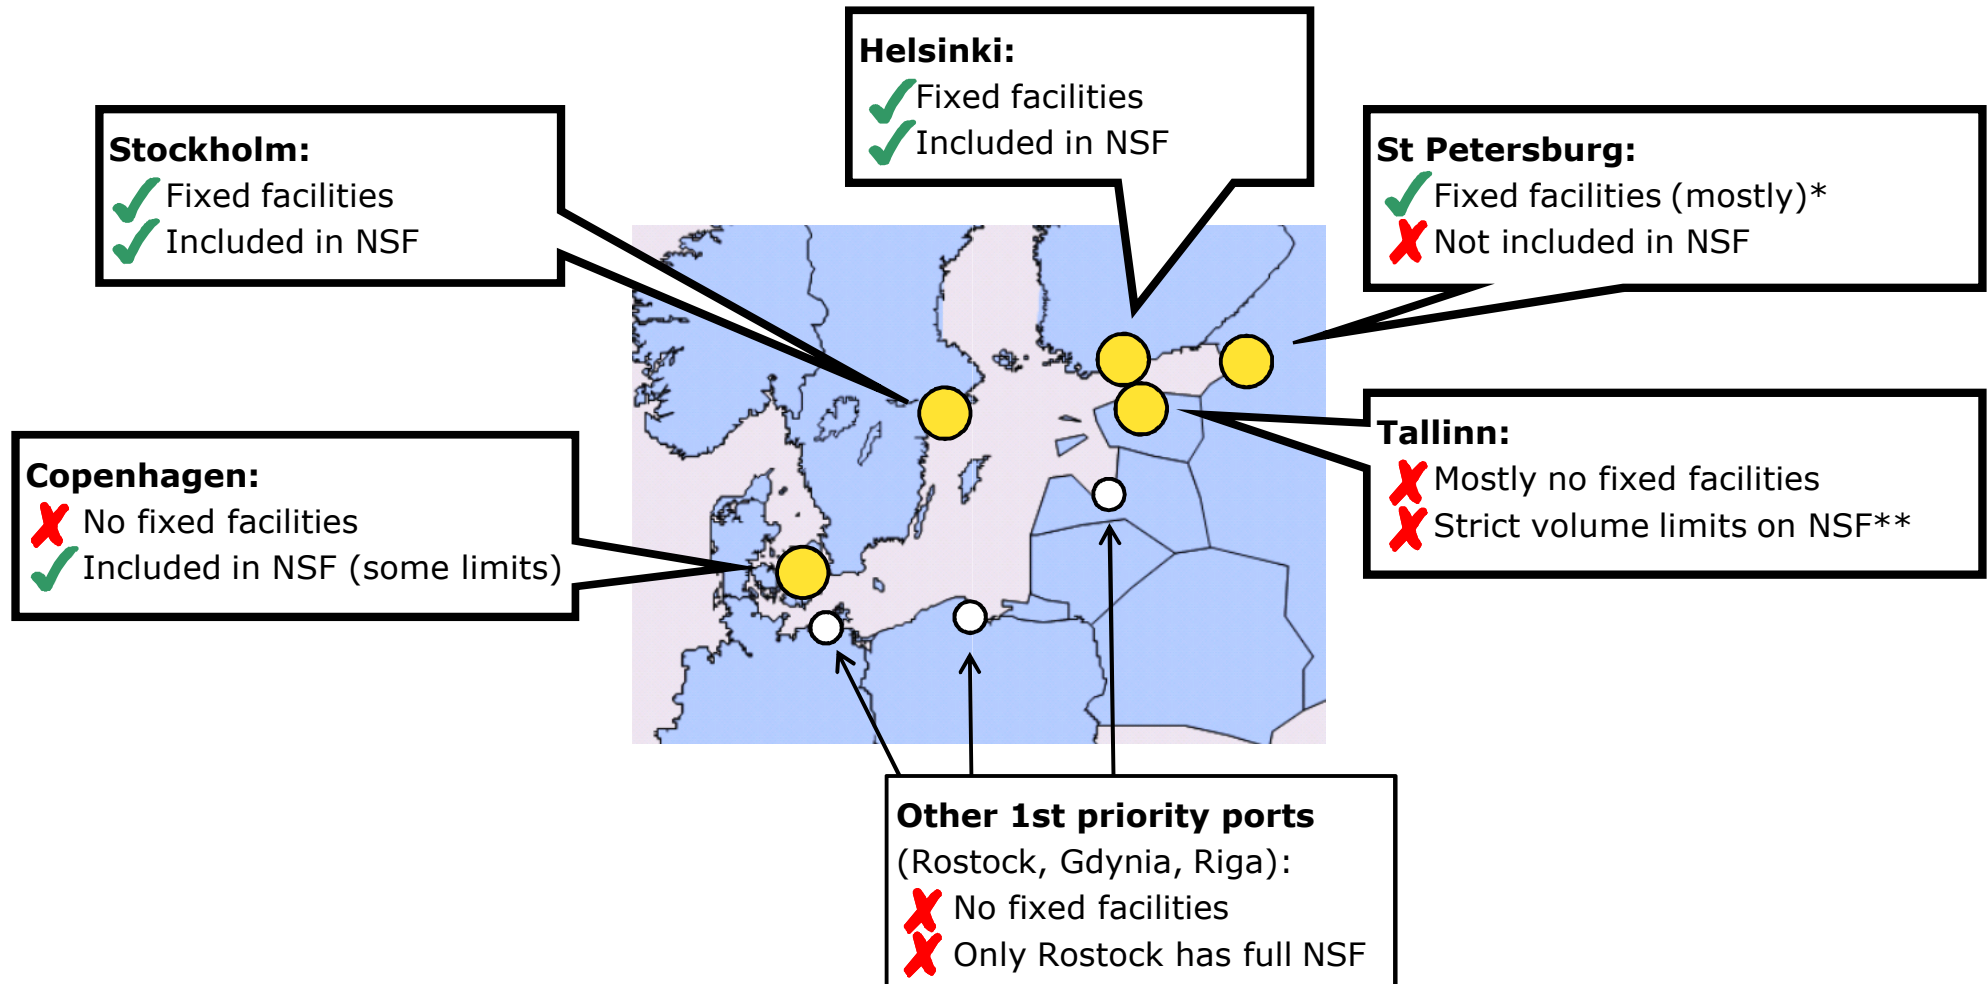 Helsinki:
Fixed facilities
Included in NSF
Stockholm:
Fixed facilities
Included in NSF
St Petersburg:
Fixed facilities (mostly)*
Not included in NSF
Copenhagen:
No fixed facilities
Included in NSF (some limits)
Tallinn:
Mostly no fixed facilities
Strict volume limits on NSF**
Other 1st priority ports
(Rostock, Gdynia, Riga):
No fixed facilities
Only Rostock has full NSF